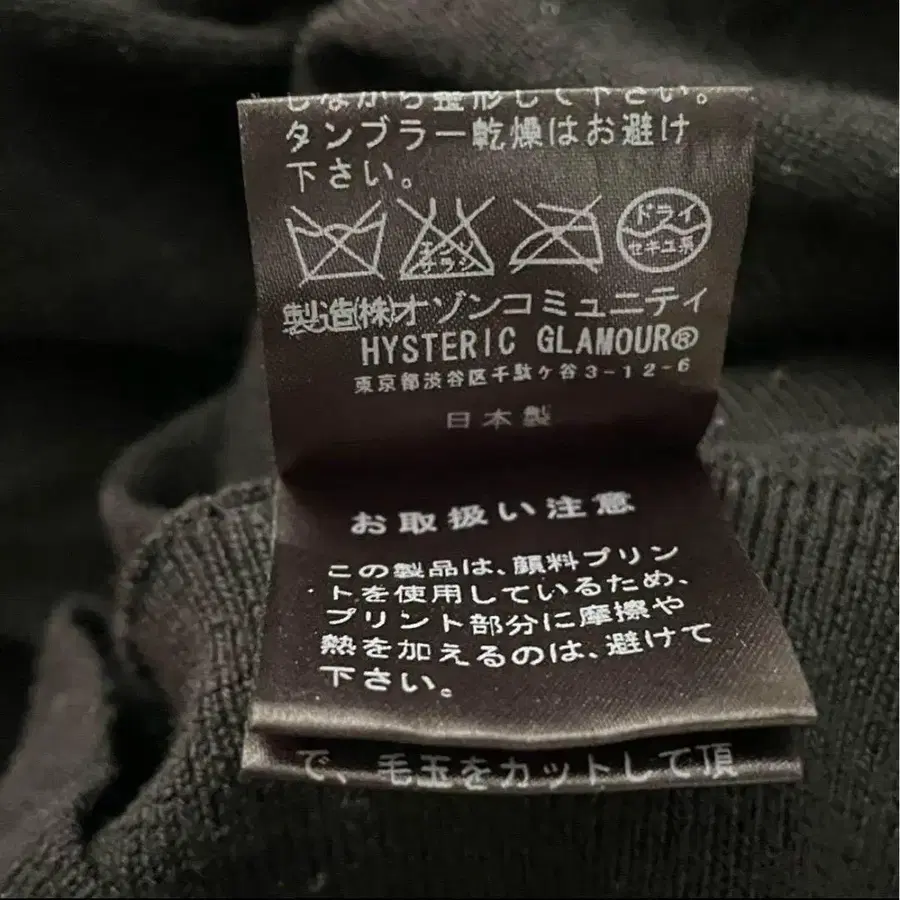 しながら整形して下さい。
タンブラー乾燥はお避け
下さい。
エンソ
サラシ
ドライ
セキユ系
製造(株)オゾンコミュニティ
HYSTERIC GLAMOUR®
東京都渋谷区千駄ヶ谷3-12-6
日本製
お取扱い注意
この製品は、顔料プリン
トを使用しているため、
プリント部分に摩擦や
熱を加えるのは、避けて
下さい。
で、毛玉をカットして頂